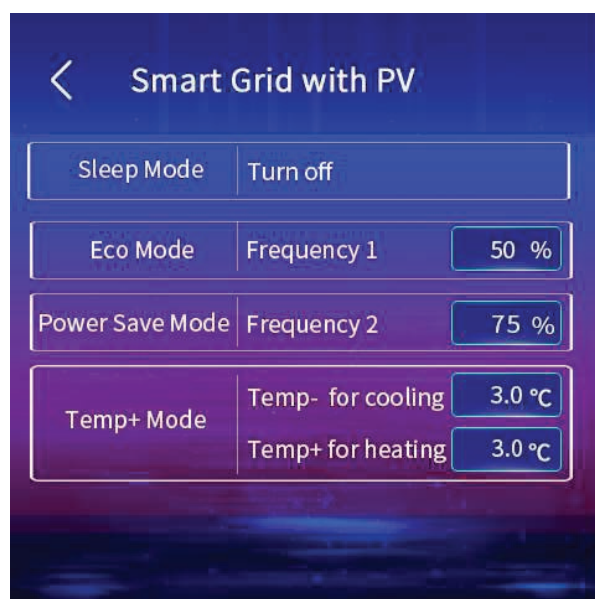 Smart Grid with PV
Sleep Mode Turn off
Eco Mode Frequency 1 50 %
Power Save Mode Frequency 2 75 %
Temp+ Mode
Temp- for cooling 3.0 °C
Temp+ for heating 3.0 °C